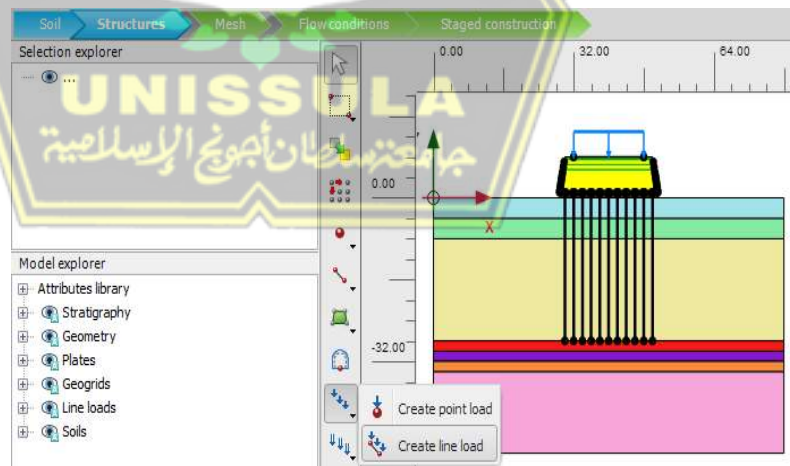 Soil Structures Mesh Flow conditions Staged construction
Selection explorer
...
UNISSULA
جامعترسلطان أجونج الإسلامية
0.00 32.00 64.00
0.00
X
-32.00
Model explorer
Attributes library
Stratigraphy
Geometry
Plates
Geogrids
Line loads
Soils
Create point load
Create line load